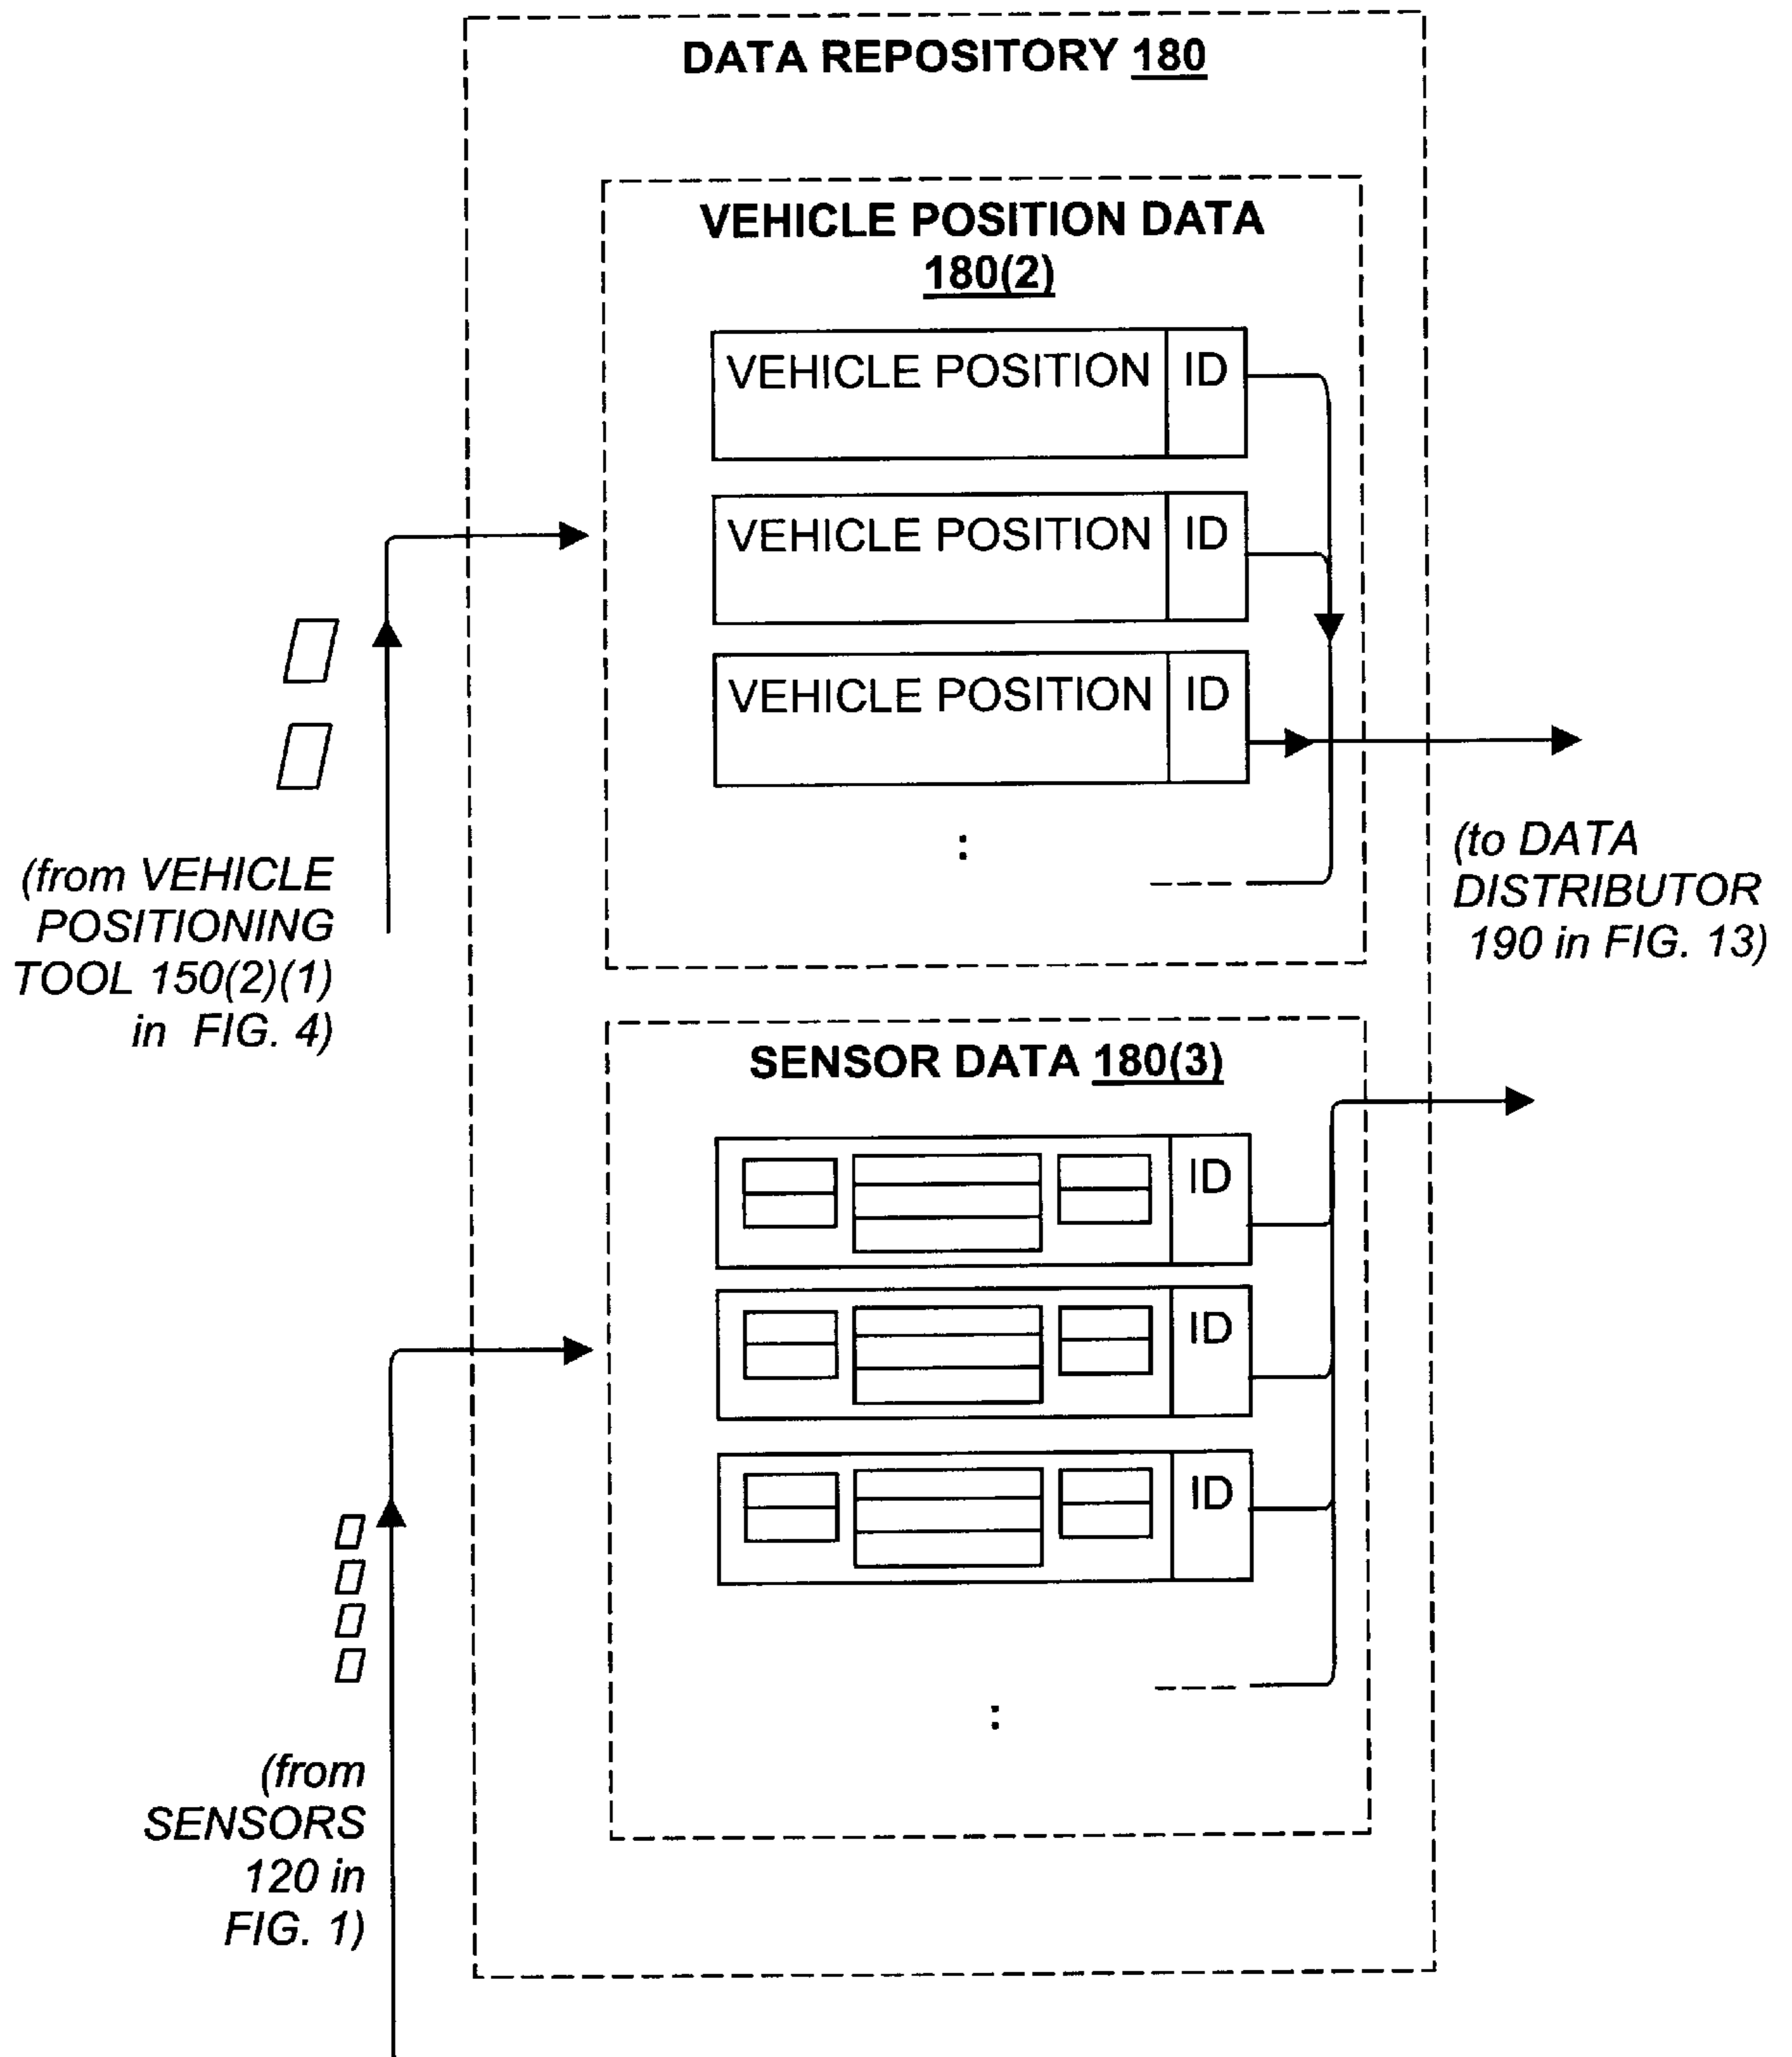 DATA REPOSITORY 180
VEHICLE POSITION DATA
180(2)
VEHICLE POSITION ID
VEHICLE POSITION ID
VEHICLE POSITION ID
:
(from VEHICLE
POSITIONING
TOOL 150(2)(1)
in FIG. 4)
(to DATA
DISTRIBUTOR
190 in FIG. 13)
SENSOR DATA 180(3)
ID
ID
ID
:
(from
SENSORS
120 in
FIG. 1)